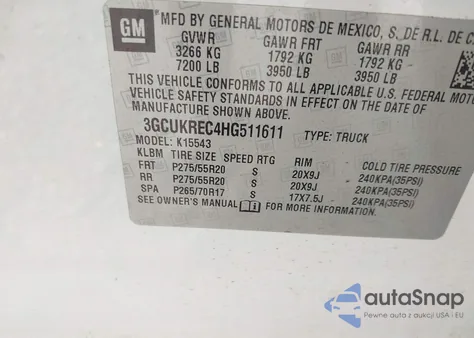 GM
*MFD BY GENERAL MOTORS DE MEXICO, S. DE R.L. DE C.
GVWR GAWR FRT GAWR RR
3266 KG 1792 KG 1792 KG
7200 LB 3950 LB 3950 LB
THIS VEHICLE CONFORMS TO ALL APPLICABLE U.S. FEDERAL MOTOR
VEHICLE SAFETY STANDARDS IN EFFECT ON THE DATE OF
MANUFACTURE SHOWN ABOVE.
3GCUKREC4HG511611 TYPE: TRUCK
MODEL: K15543
KLBM TIRE SIZE SPEED RTG RIM COLD TIRE PRESSURE
FRT P275/55R20 S 20X9J 240KPA(35PSI)
RR P275/55R20 S 20X9J 240KPA(35PSI)
SPA P265/70R17 S 17X7.5J 240KPA(35PSI)
SEE OWNER'S MANUAL FOR MORE INFORMATION.
autoSnap
Pewne auta z aukcji USA i EU